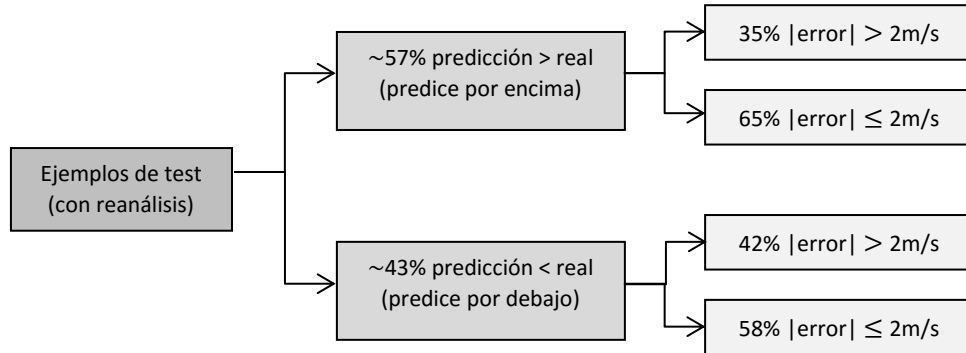 Ejemplos de test
(con reanálisis)
~57% predicción > real
(predice por encima)
35% |error| > 2m/s
65% |error| ≤ 2m/s
~43% predicción < real
(predice por debajo)
42% |error| > 2m/s
58% |error| ≤ 2m/s